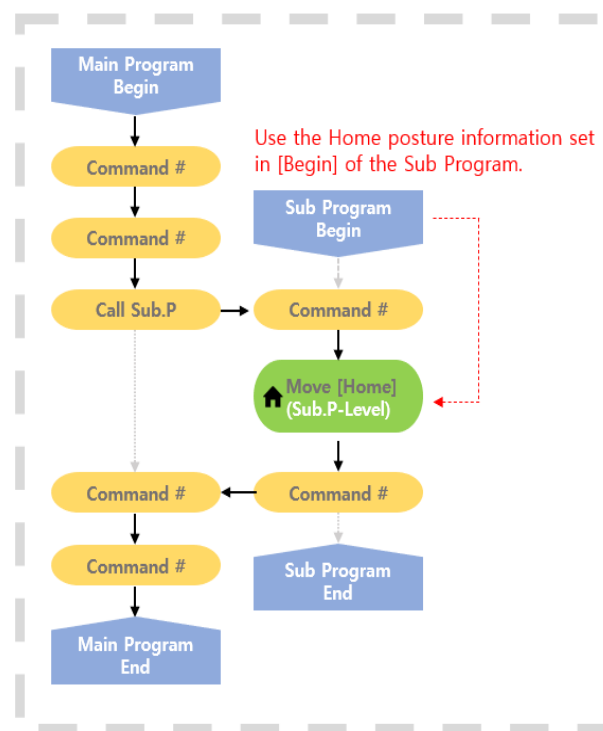 Main Program
Begin
Command #
Command #
Call Sub.P
Use the Home posture information set
in [Begin] of the Sub Program.
Sub Program
Begin
Command #
Move [Home]
(Sub.P-Level)
Command #
Sub Program
End
Command #
Command #
Main Program
End